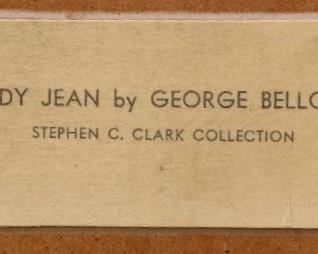 DY JEAN by GEORGE BELLO
STEPHEN C. CLARK COLLECTION